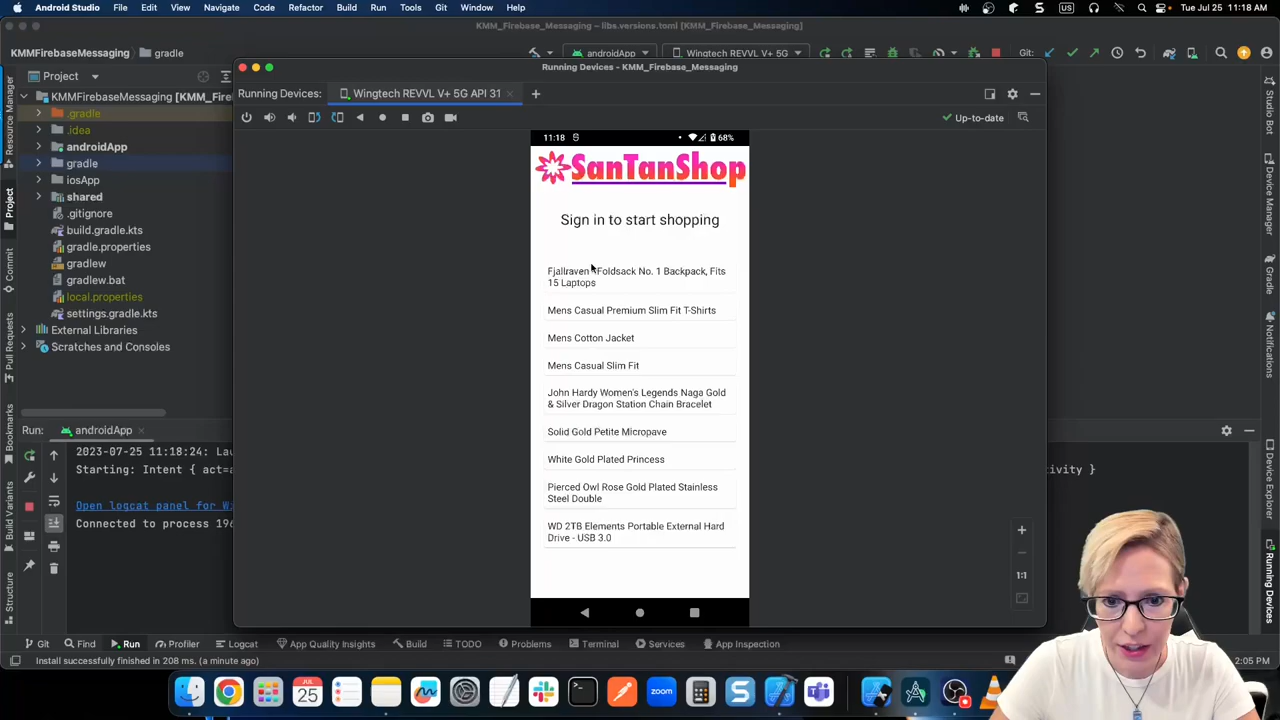 Android Studio File Edit View Navigate Code Refactor Build Run Tools Git Window Help
US Tue Jul 25 11:18 AM
KMM_Firebase_Messaging – libs.versions.toml [KMM_Firebase_Messaging]
KMMFirebaseMessaging gradle androidApp Wingtech REVVL V+ 5G Git:
Running Devices - KMM_Firebase_Messaging
Project
Running Devices: Wingtech REVVL V+ 5G API 31
KMMFirebaseMessaging [KMM_Fire
.gradle
Up-to-date
.idea
androidApp
gradle
iosApp
shared
.gitignore
build.gradle.kts
gradle.properties
gradlew
gradlew.bat
local.properties
settings.gradle.kts
External Libraries
Scratches and Consoles
11:18 68%
SanTanShop
Sign in to start shopping
Fjallraven - Foldsack No. 1 Backpack, Fits
15 Laptops
Mens Casual Premium Slim Fit T-Shirts
Mens Cotton Jacket
Mens Casual Slim Fit
John Hardy Women's Legends Naga Gold
& Silver Dragon Station Chain Bracelet
Solid Gold Petite Micropave
White Gold Plated Princess
Pierced Owl Rose Gold Plated Stainless
Steel Double
WD 2TB Elements Portable External Hard
Drive - USB 3.0
1:1
Resource Manager
Project
Commit
Pull Requests
Bookmarks
Build Variants
Structure
Studio Bot
Device Manager
Gradle
Notifications
Device Explorer
Running Devices
Run: androidApp
2023-07-25 11:18:24: Lau
Starting: Intent { act=a
tivity }
Open logcat panel for W
Connected to process 196
Git Find Run Profiler Logcat App Quality Insights Build TODO Problems Terminal Services App Inspection
Install successfully finished in 208 ms. (a minute ago)
2:05 PM
JUL
25
zoom